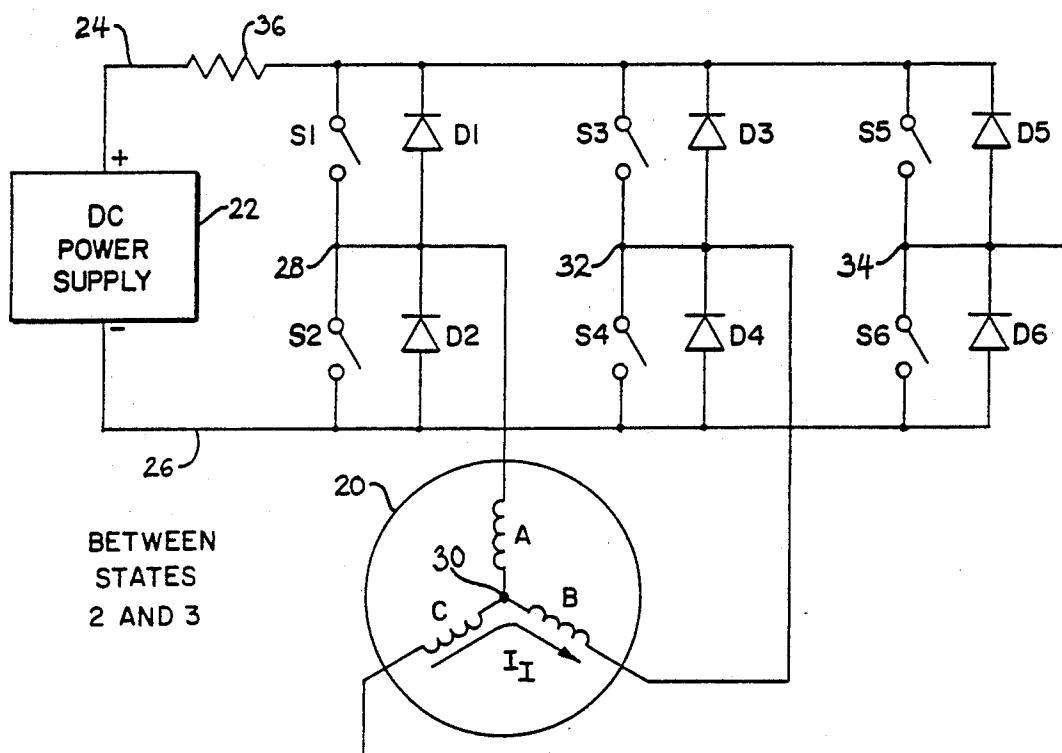 24
36
S1
D1
S3
D3
S5
D5
+
DC
POWER
SUPPLY
22
28
32
34
-
S2
D2
S4
D4
S6
D6
26
20
A
BETWEEN
STATES
2 AND 3
30
C
B
II